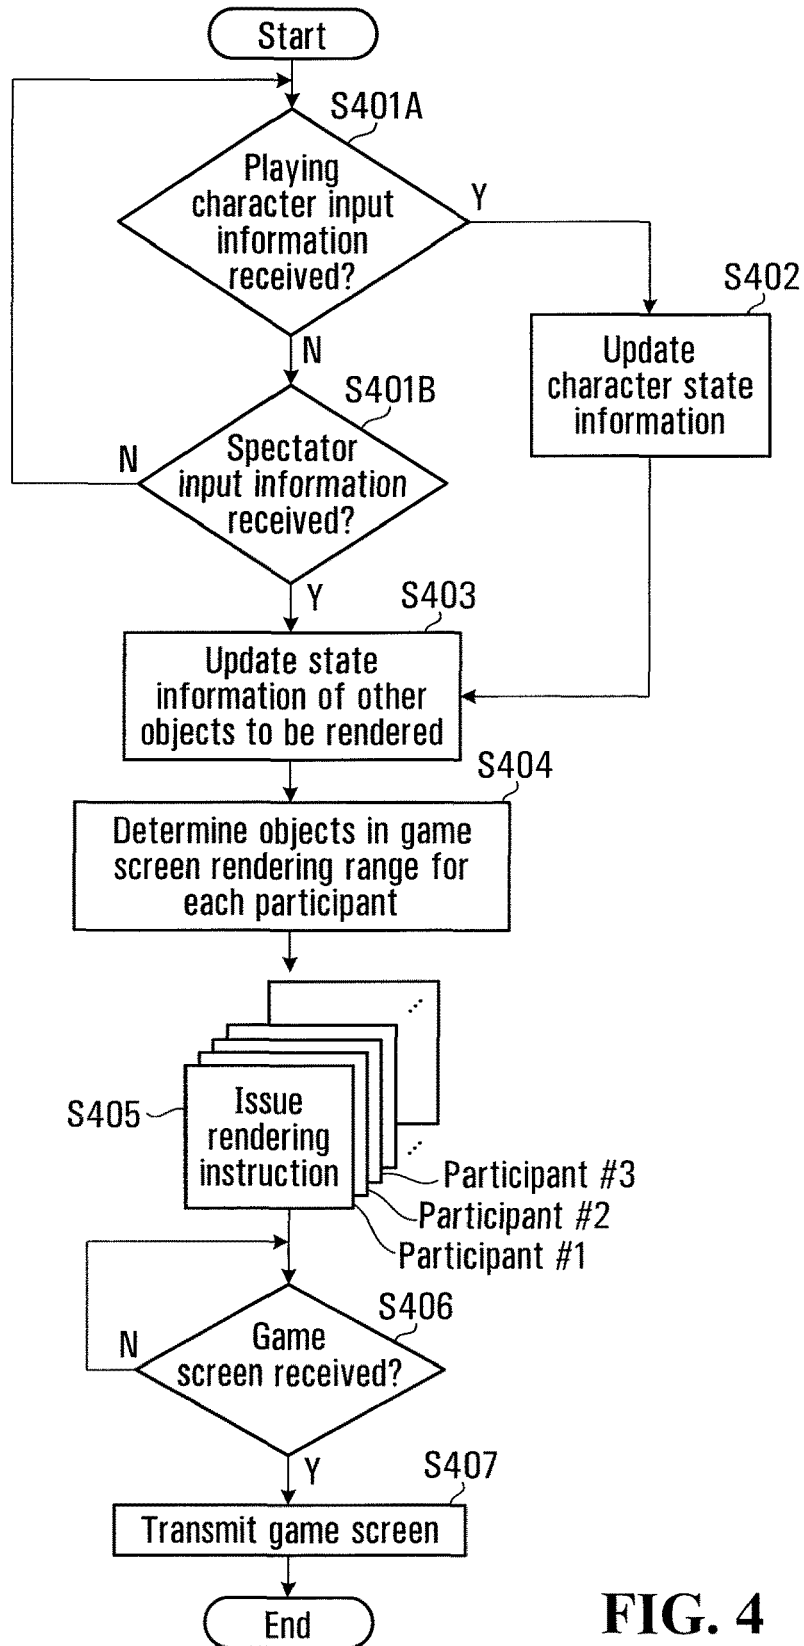 Start
S401A
Playing
character input
information
received?
Y
S402
Update
character state
information
N
S401B
Spectator
input information
received?
N
Y
S403
Update state
information of other
objects to be rendered
S404
Determine objects in game
screen rendering range for
each participant
...
S405
Issue
rendering
instruction
...
Participant #3
Participant #2
Participant #1
S406
Game
screen received?
N
Y
S407
Transmit game screen
End
FIG. 4